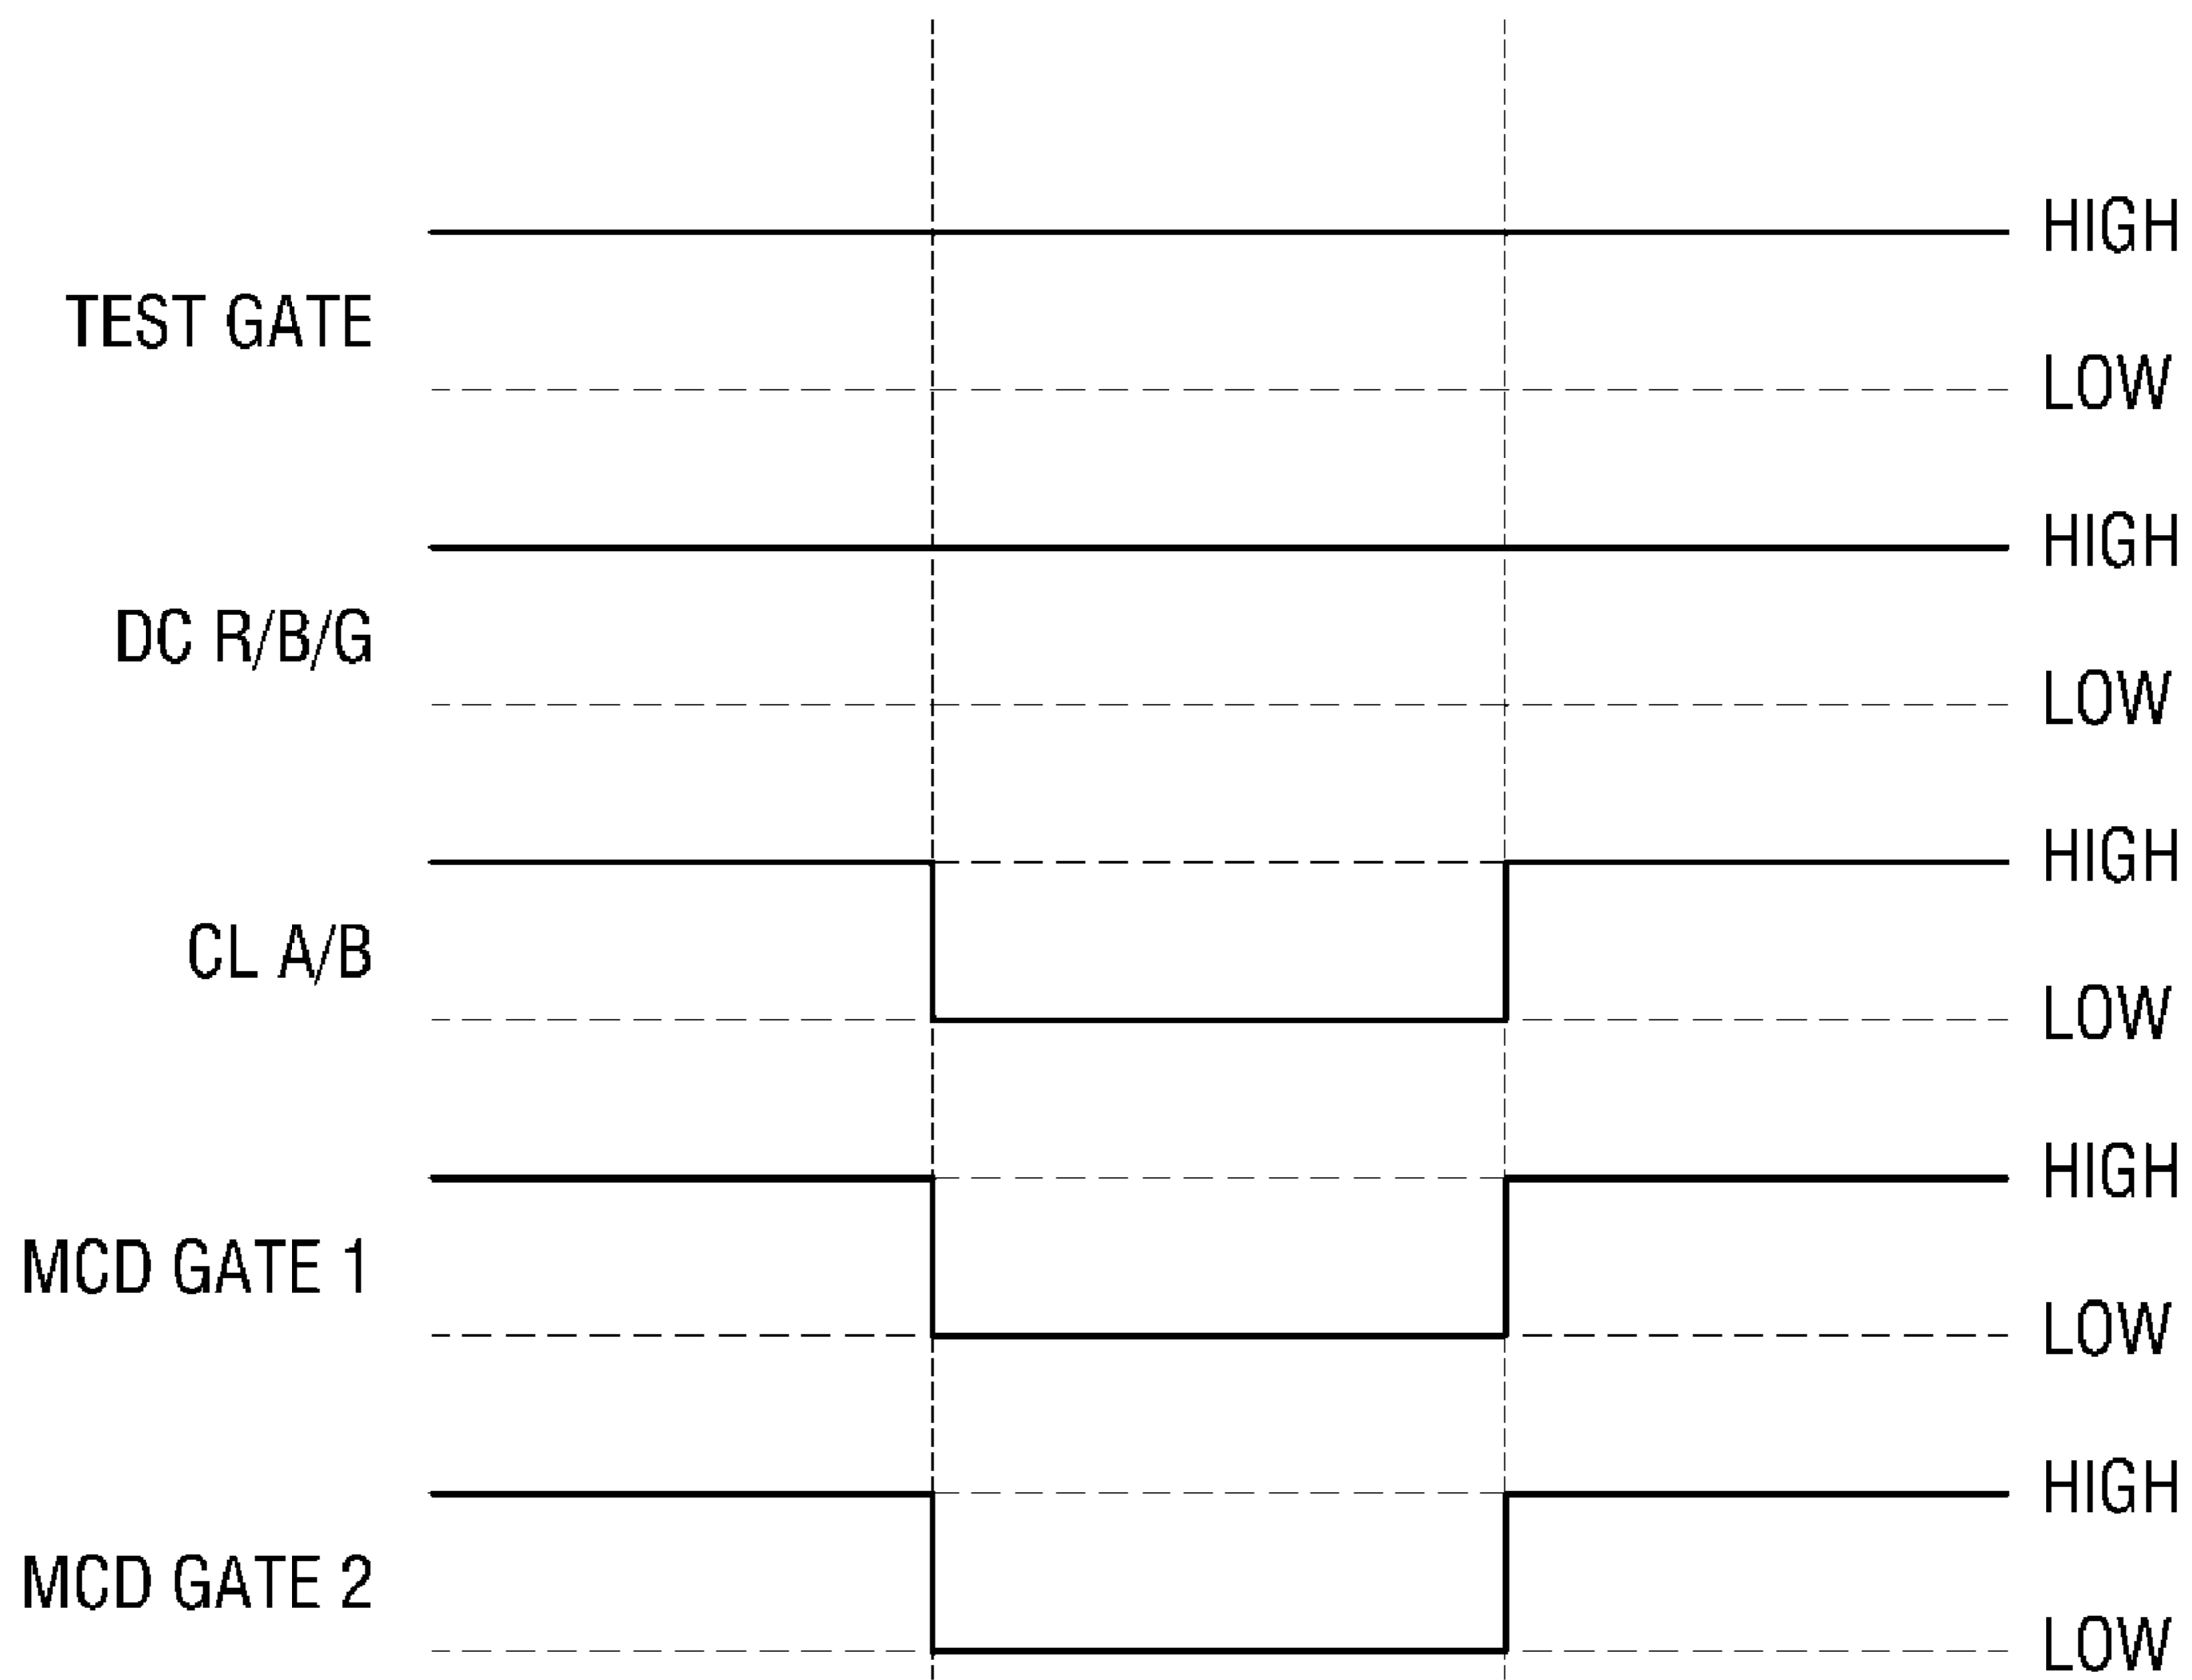 HIGH
TEST GATE
LOW
HIGH
DC R/B/G
LOW
HIGH
CL A/B
LOW
HIGH
MCD GATE 1
LOW
HIGH
MCD GATE 2
LOW